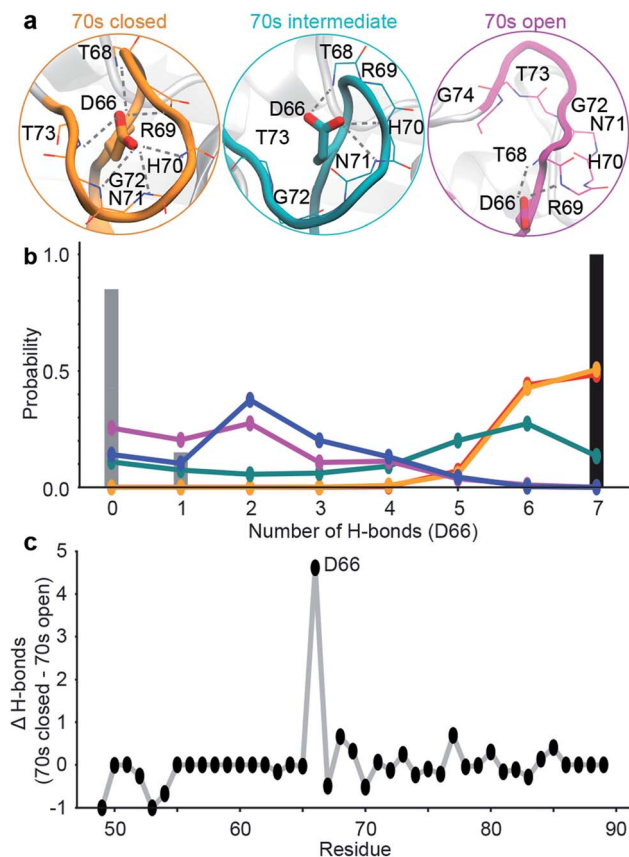 a
70s closed
70s intermediate
70s open
T68
D66
T73
R69
H70
G72
N71
T68
R69
D66
T73
H70
N71
G72
G74
T73
G72
N71
T68
H70
D66
R69
b
1.0
0.5
0.0
Probability
0 1 2 3 4 5 6 7
Number of H-bonds (D66)
c
5
4
3
2
1
0
-1
Δ H-bonds
(70s closed - 70s open)
D66
50 60 70 80 90
Residue